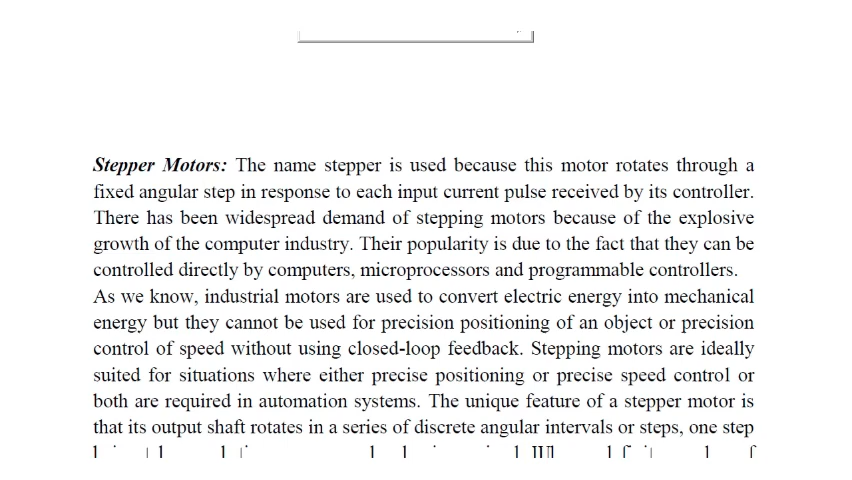 Stepper Motors: The name stepper is used because this motor rotates through a
fixed angular step in response to each input current pulse received by its controller.
There has been widespread demand of stepping motors because of the explosive
growth of the computer industry. Their popularity is due to the fact that they can be
controlled directly by computers, microprocessors and programmable controllers.
As we know, industrial motors are used to convert electric energy into mechanical
energy but they cannot be used for precision positioning of an object or precision
control of speed without using closed-loop feedback. Stepping motors are ideally
suited for situations where either precise positioning or precise speed control or
both are required in automation systems. The unique feature of a stepper motor is
that its output shaft rotates in a series of discrete angular intervals or steps, one step